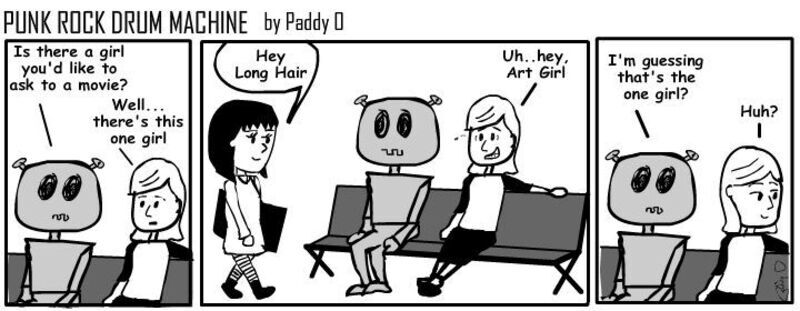 PUNK ROCK DRUM MACHINE by Paddy O
Is there a girl
you'd like to
ask to a movie?
Well...
there's this
one girl
Hey
Long Hair
Uh..hey,
Art Girl
I'm guessing
that's the
one girl?
Huh?